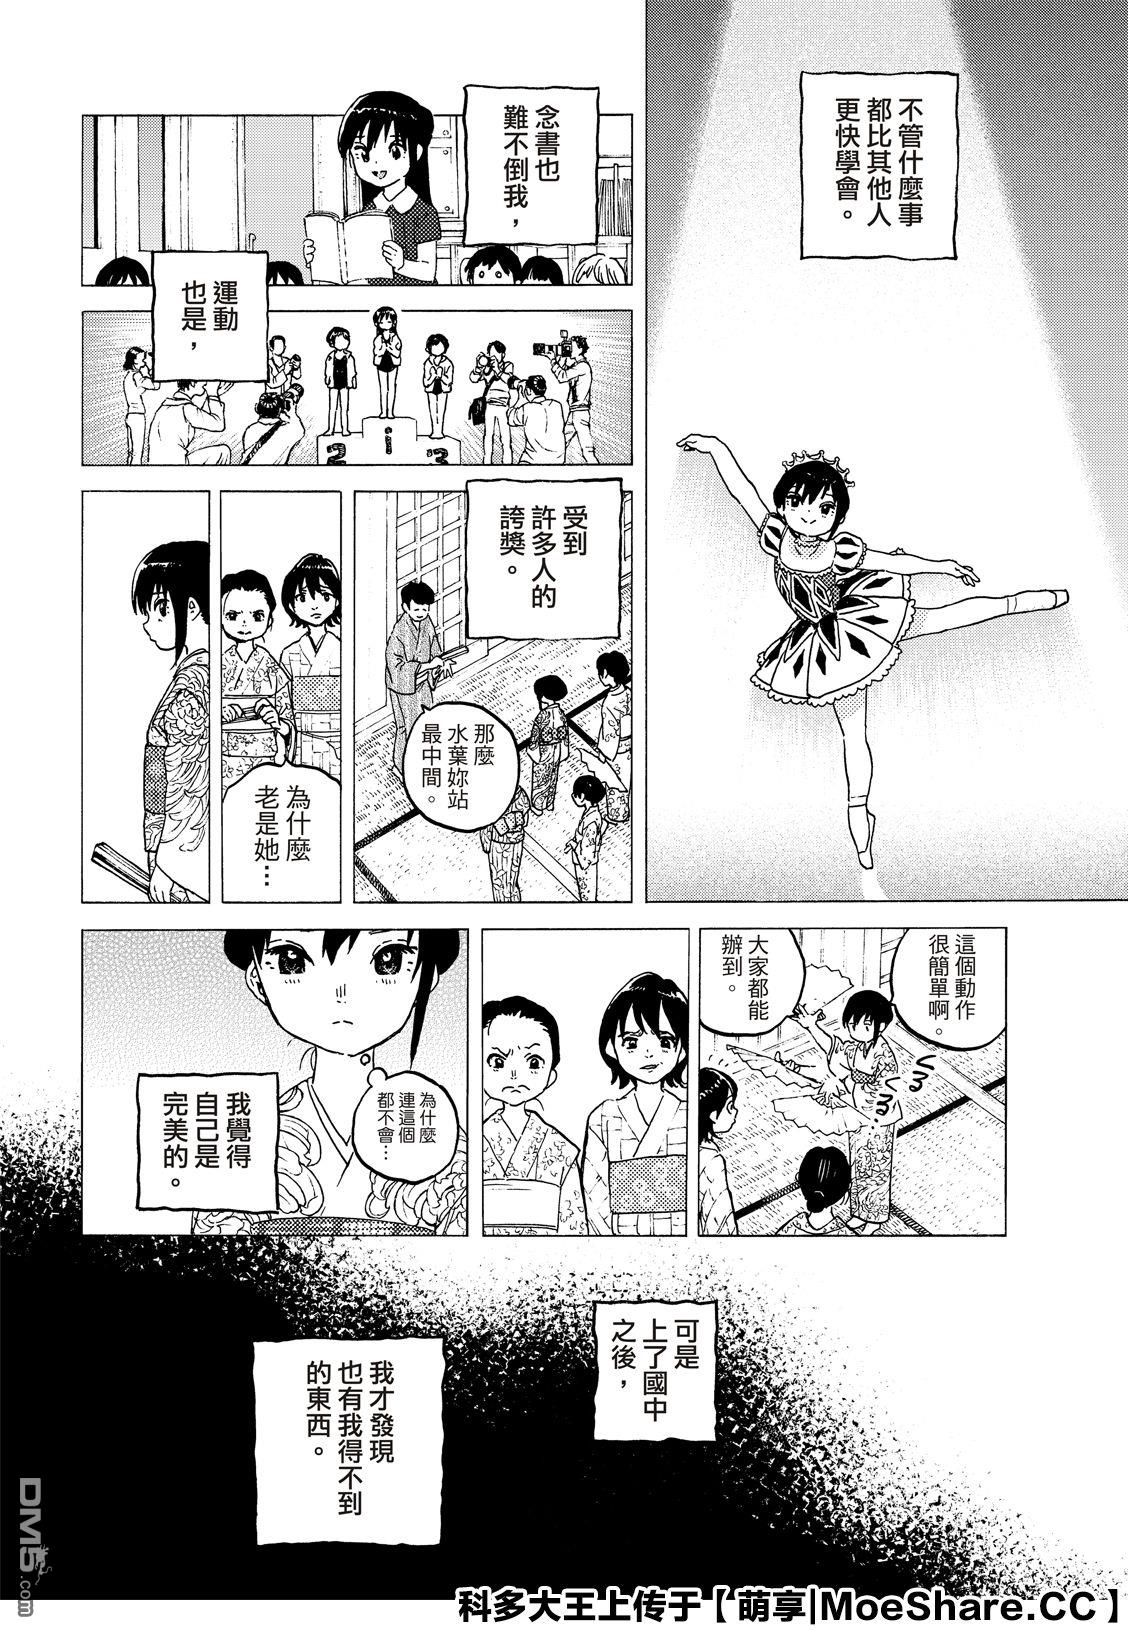 不管什麼事
都比其他人
更快學會。
念書也
難不倒我，
運動
也是，
2
1
3
受到
許多人的
誇獎。
那麼
水葉妳站
最中間。
為什麼
老是她…
這個動作
很簡單啊。
大家都能
辦到。
為什麼
連這個
都不會…
我覺得
自己是
完美的。
可是
上了國中
之後，
我才發現
也有我得不到
的東西。
DM5
科多大王上传于【萌享|MoeShare.CC】